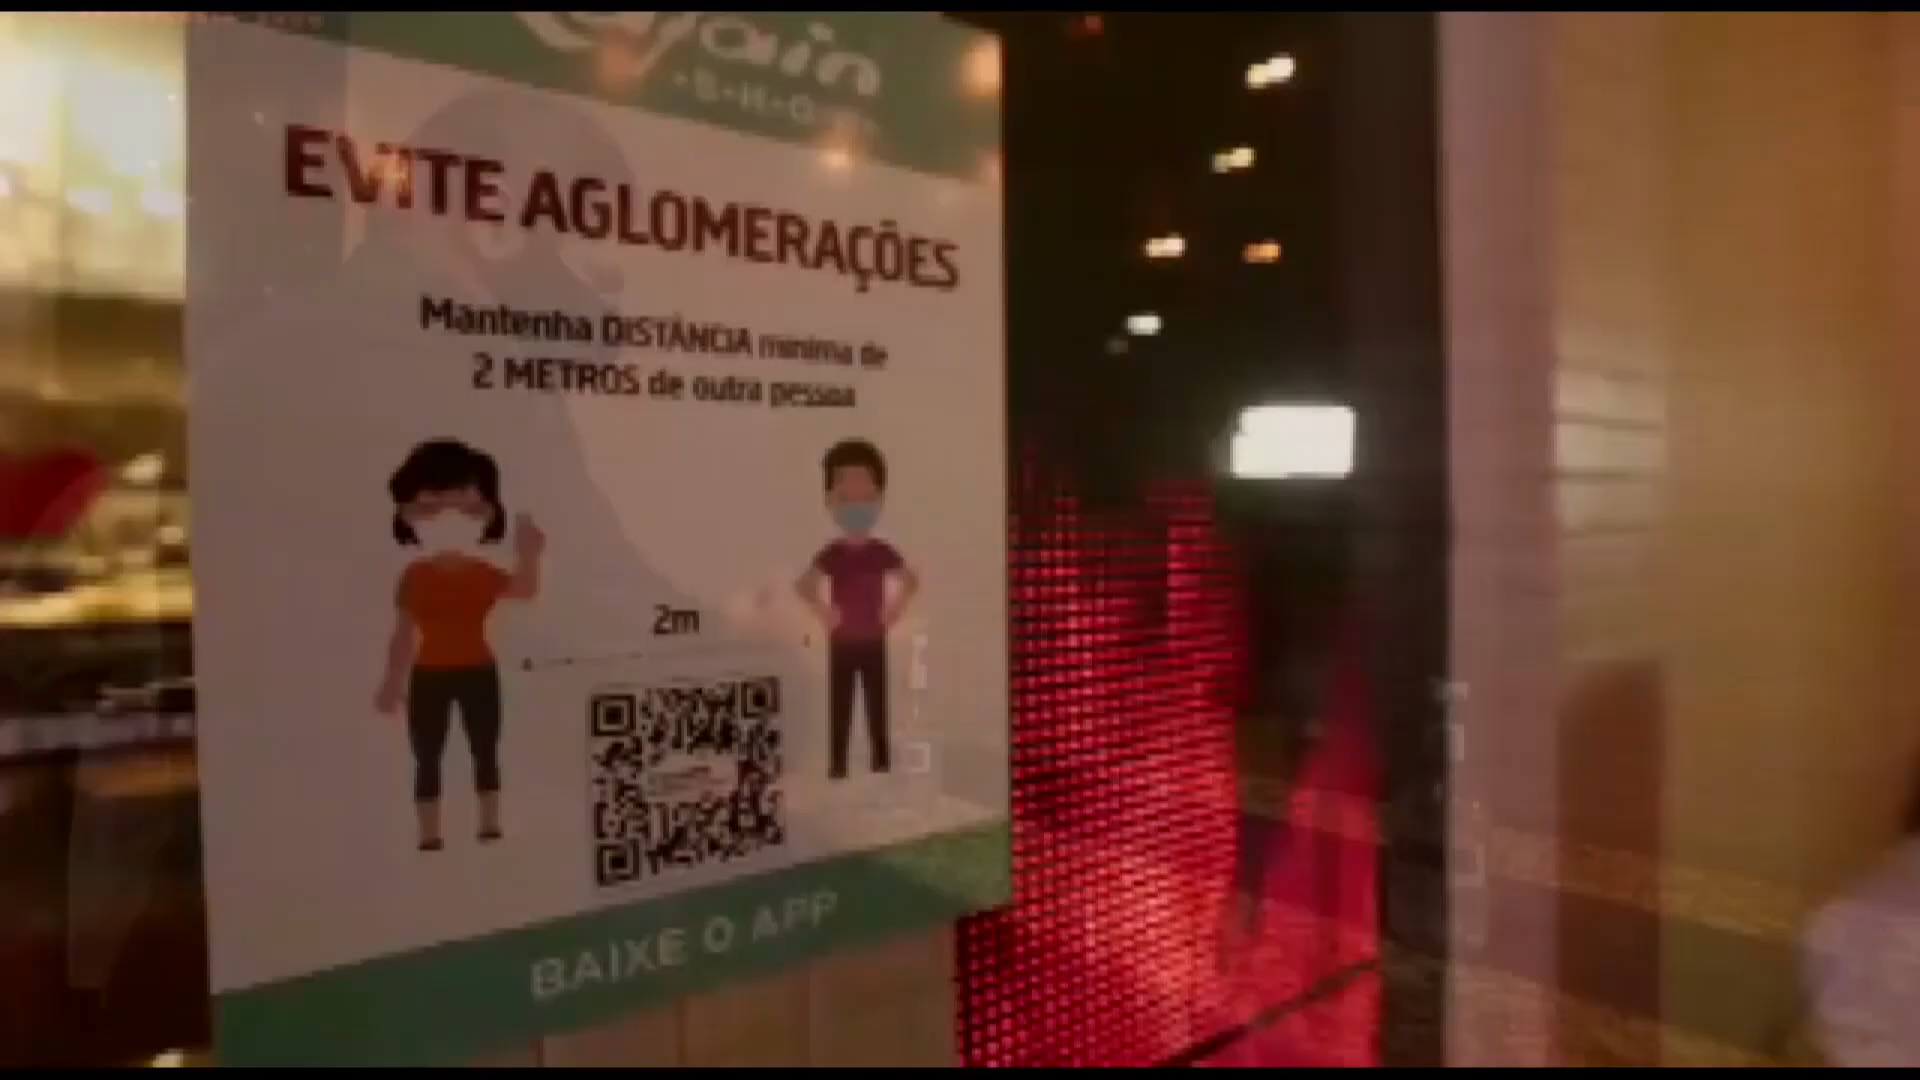 EVITE AGLOMERAÇÕES
Mantenha DISTÂNCIA mínima de
2 METROS de outra pessoa
2m
BAIXE O APP